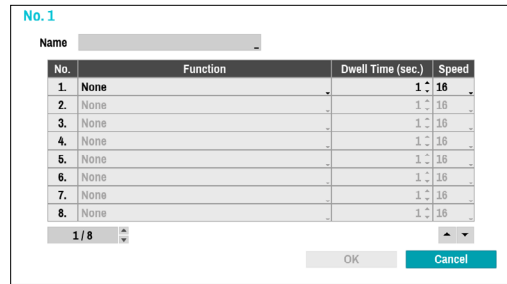 No. 1
Name
No. Function Dwell Time (sec.) Speed
1. None 1 16
2. None 1 16
3. None 1 16
4. None 1 16
5. None 1 16
6. None 1 16
7. None 1 16
8. None 1 16
1 / 8
OK Cancel